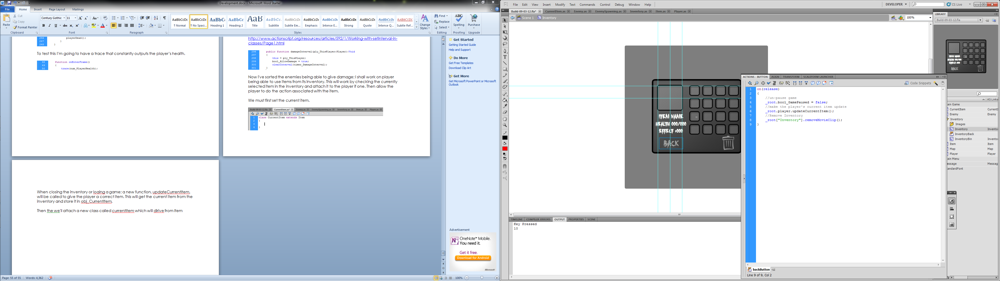 Development.docx - Microsoft Word Starter
File Home Insert Page Layout Mailings
Paste
Cut
Copy
Format Painter
Clipboard
Century Gothic 11
Font
Paragraph
AaBbCcDc AaBbCcDc AaBbC AaBbCc AaB AaBbCc. AaBbCcDt AaBbCcDt AaBbCcDt AaBbCcDc AaBbCcDt AaBbCcDt AABBCCDD
¶ Normal ¶ No Spaci... Heading 1 Heading 2 Title Subtitle Subtle Em... Emphasis Intense E... Strong Quote Intense Q... Subtle Ref...
Styles
Change Styles
Find
Replace
Select
Editing
Spelling
Proofing
Purchase
Upgrade
246 playerDead();
247 }
248 }
To test this I'm going to have a trace that constantly outputs the player's health.
48 function onEnterFrame()
49 {
50 trace(num_PlayerHealth);
http://www.actionscript.org/resources/articles/592/1/Working-with-setInterval-in-
classes/Page1.html
296 public function damageInterval(ply_ThisPlayer:Player):Void
297 {
298 this = ply_ThisPlayer;
299 bool_AllowDamage = true;
300 clearInterval(timer_DamageInterval);
301 }
Now I've sorted the enemies being able to give damage; I shall work on player
being able to use items from its inventory. This will work by checking the currently
selected item in the inventory and attach it to the player if one. Then allow the
player to do the action associated with the item.
We must first set the current item.
Build-09-03-12.fla CurrentItem.as* Enemy.as EnemySpawning.as Inventory.as Item.as Player.as
1 class CurrentItem extends Item
2 {
3
4 }
When closing the inventory or loaing a game; a new function, updateCurrentItem,
will be called to give the player a correct item. This will get the current item from the
inventory and store it in obj_CurrentItem.
Then the we'll attach a new class called currentItem which will dirive from Item
Get Started
Getting Started Guide
Help and Support
Do More
Get Free Templates
Download Clip Art
Get More
Get Microsoft PowerPoint or Microsoft
Outlook
Advertisement
OneNote™ Mobile.
You need it.
Get it free.
Download for Android
Microsoft
Page: 55 of 55 Words: 4,362 100%
Fl File Edit View Insert Modify Text Commands Control Debug Window Help DEVELOPER CS Live
Build-09-03-12.fla* CurrentItem.as Enemy.as EnemySpawning.as Inventory.as Item.as Player.as
Scene 1 Inventory 100%
ITEM NAME
HEALTH 000/000
EFFECT +000
BACK
TIMELINE COMPILER ERRORS OUTPUT PROPERTIES SCENE
Key Pressed
10
ACTIONS - BUTTON ALIGN TRANSFORM SCALEFORM LAUNCHER
Code Snippets
1 on(release)
2 {
3 //un-pause game
4 _root.bool_GamePaused = false;
5 //make the player's current item update
6 _root.player.updateCurrentItem();
7 //Remove Inventory
8 _root["Inventory"].removeMovieClip();
9 }
backButton
Line 9 of 9, Col 2
LIBRARY
Build-09-03-12.fla
ITEM NAME
HEALTH 000/000
EFFECT +000
BACK
AS Linka
ain Game
CurrentItem CurrentI
Enemy Enemy
Inventory
Images
Inventory Invento
InventoryBack
InventoryBin Invento
Item Item
Map Map
Player Player
ain Menu
essage Messag
tandardFont